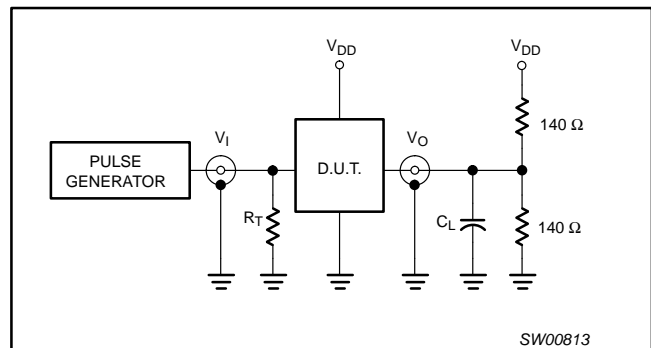 V_DD
V_DD
140 Ω
V_I
V_O
PULSE
GENERATOR
D.U.T.
R_T
C_L
140 Ω
SW00813